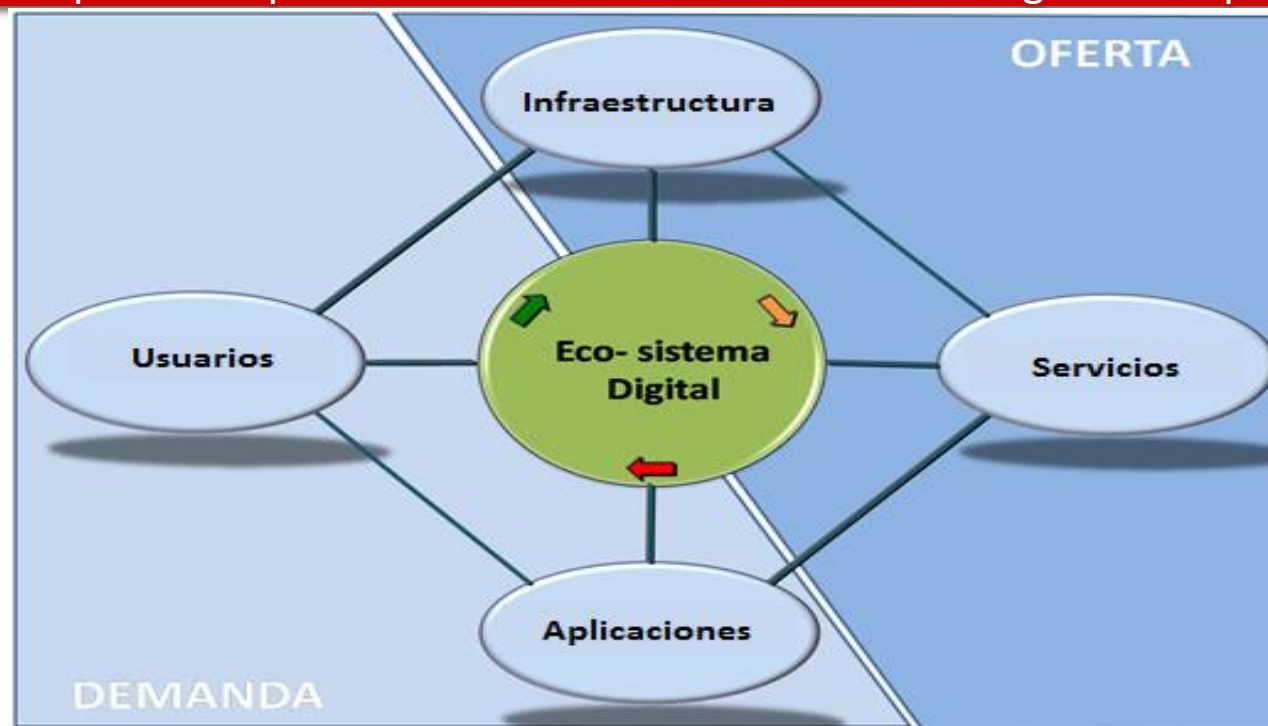 OFERTA
Infraestructura
Eco- sistema
Digital
Usuarios
Servicios
Aplicaciones
DEMANDA